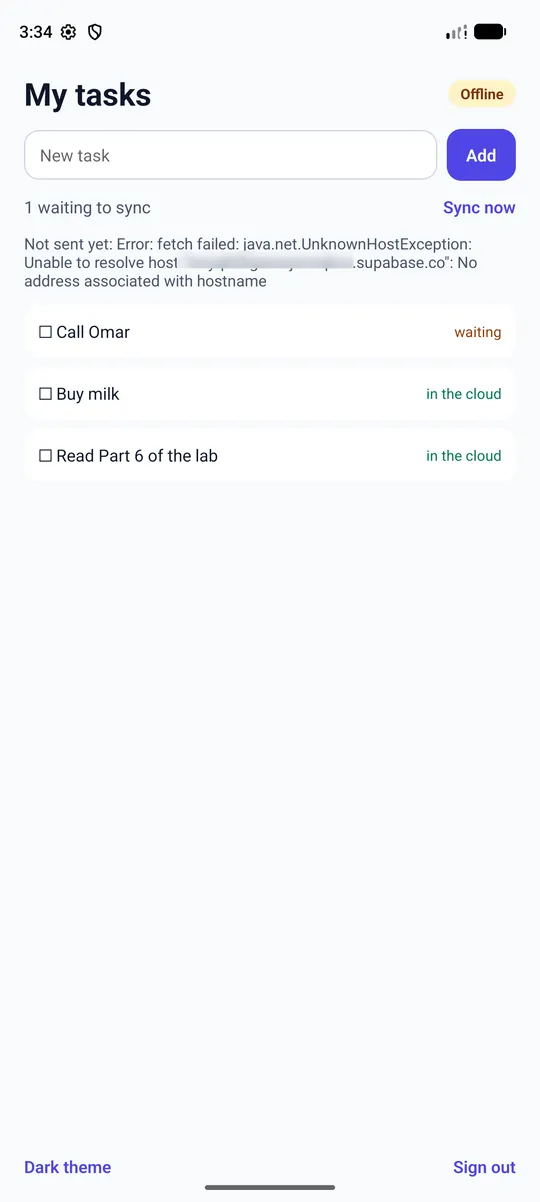 3:34
My tasks
Offline
New task
Add
1 waiting to sync
Sync now
Not sent yet: Error: fetch failed: java.net.UnknownHostException:
Unable to resolve host .supabase.co": No
address associated with hostname
☐ Call Omar
waiting
☐ Buy milk
in the cloud
☐ Read Part 6 of the lab
in the cloud
Dark theme
Sign out